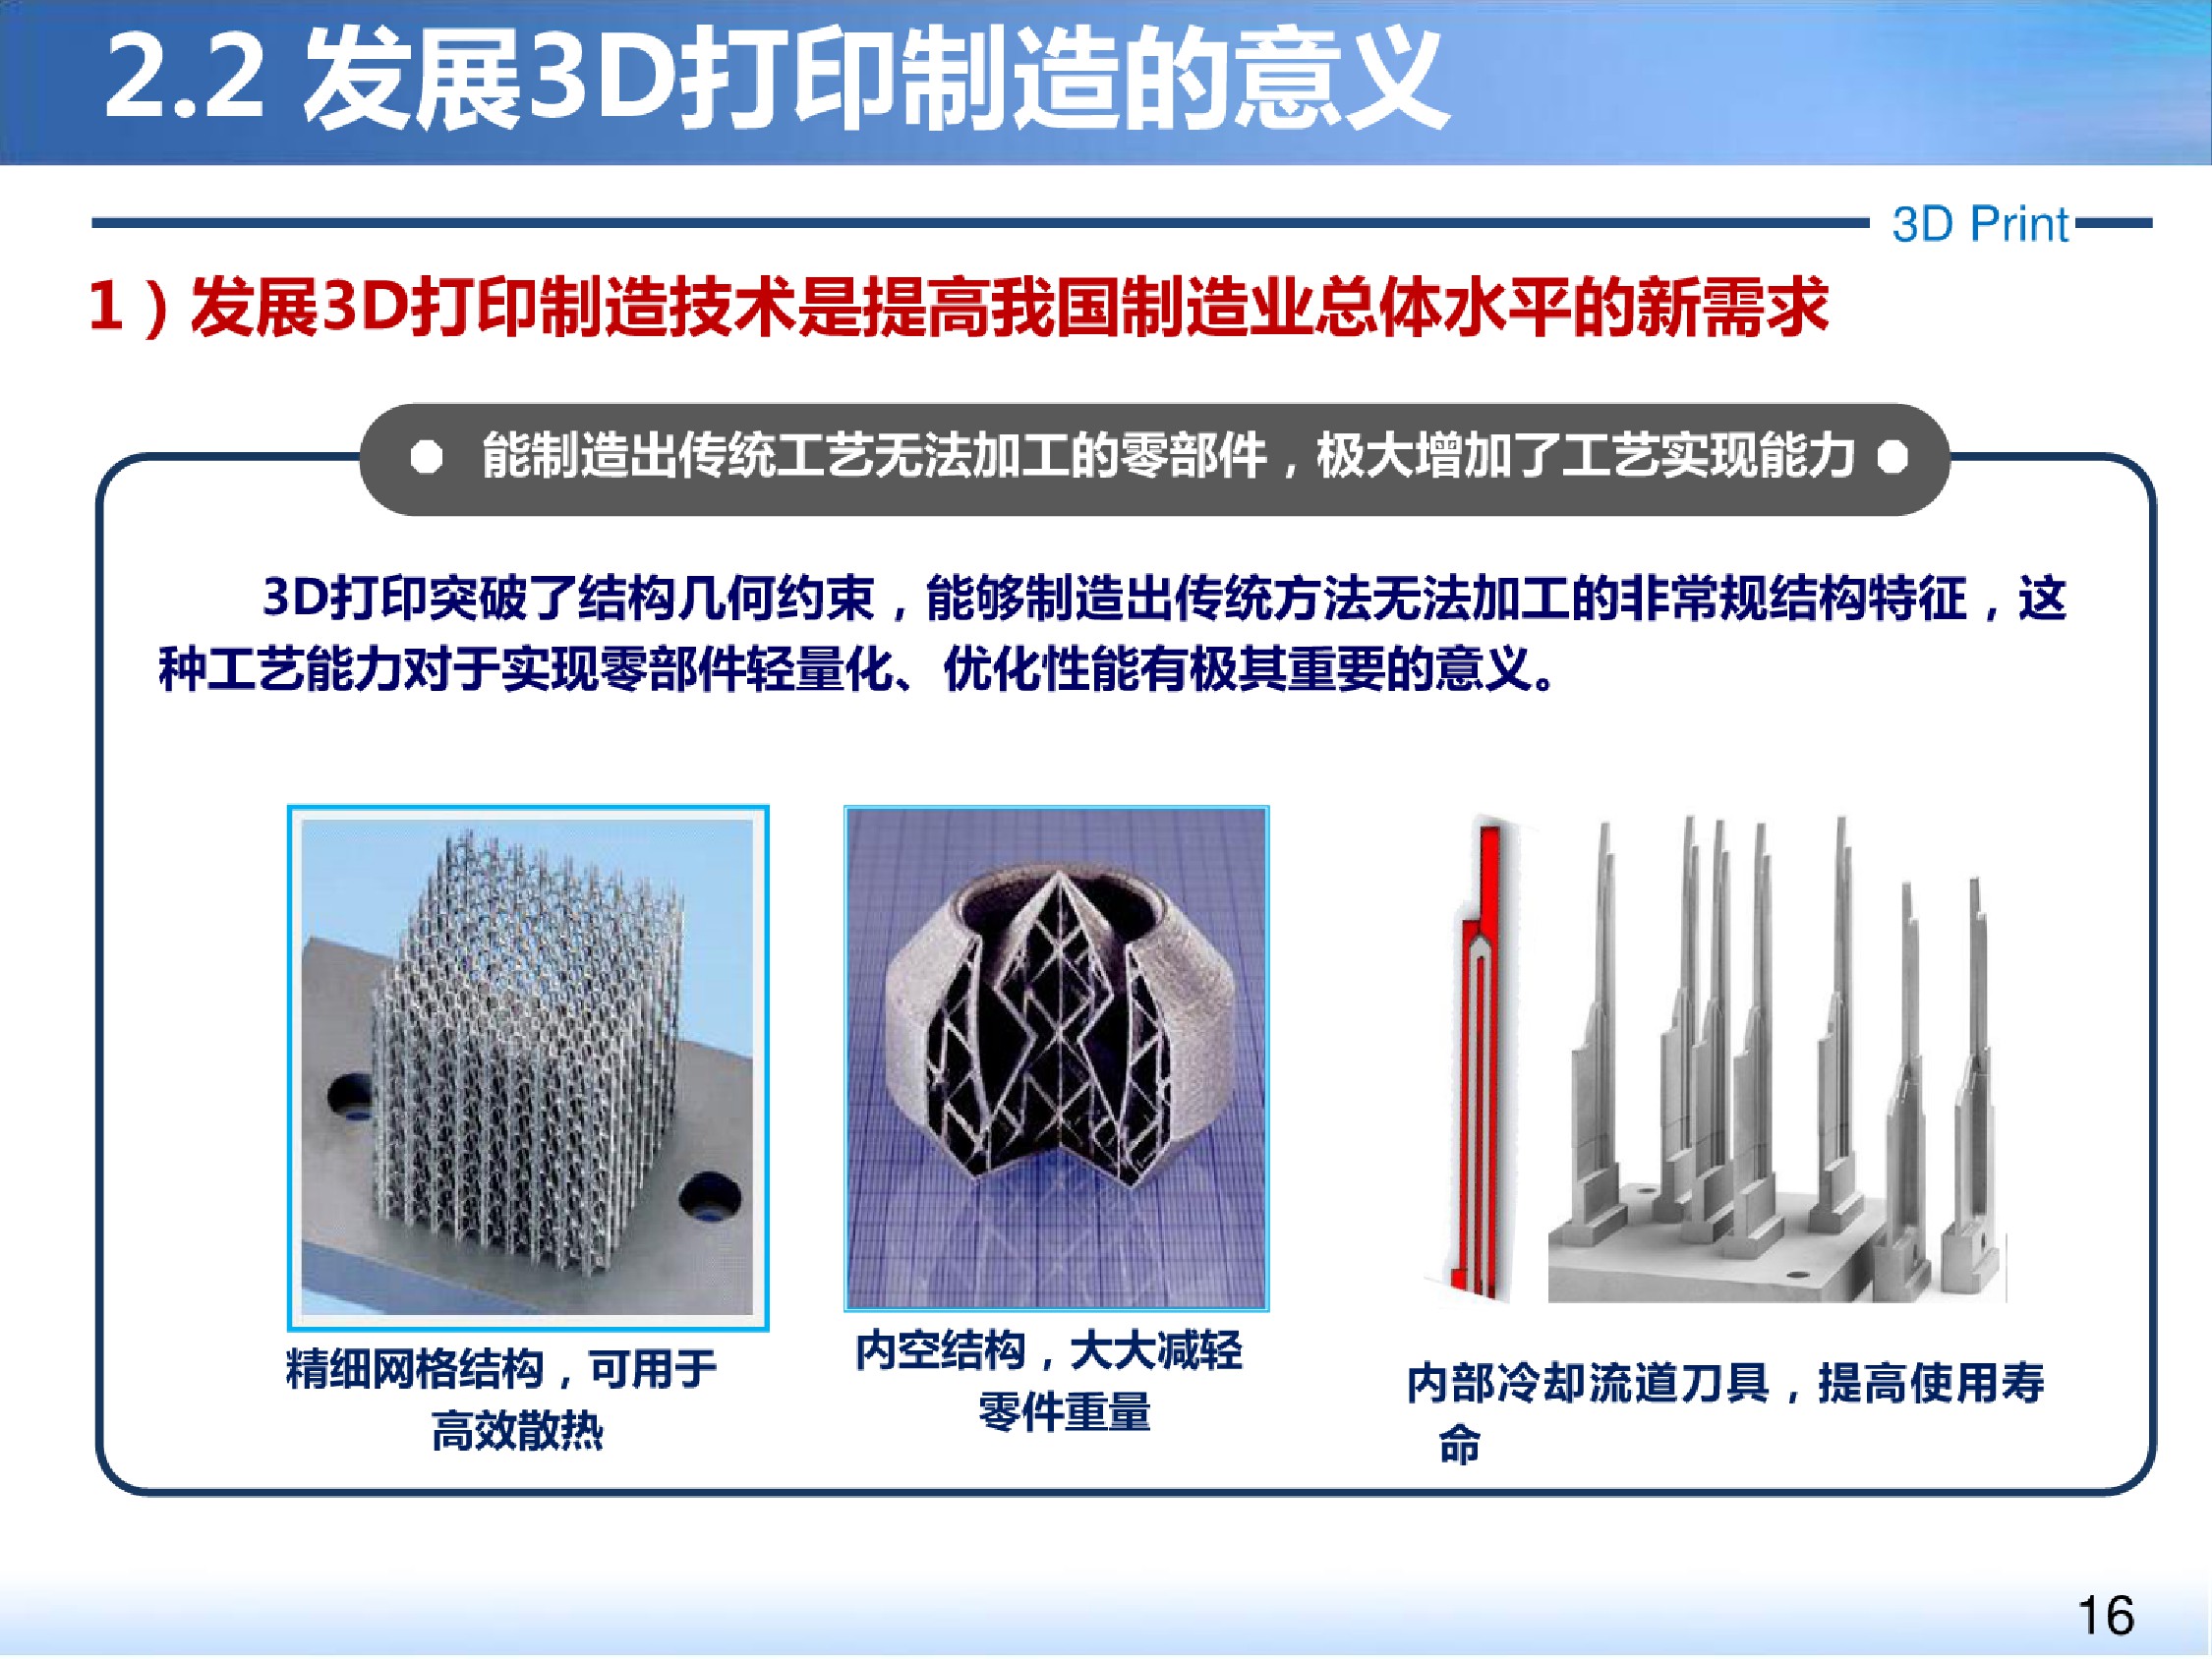 2.2 发展3D打印制造的意义
3D Print
1）发展3D打印制造技术是提高我国制造业总体水平的新需求
● 能制造出传统工艺无法加工的零部件，极大增加了工艺实现能力 ●
3D打印突破了结构几何约束，能够制造出传统方法无法加工的非常规结构特征，这
种工艺能力对于实现零部件轻量化、优化性能有极其重要的意义。
精细网格结构，可用于
高效散热
内空结构，大大减轻
零件重量
内部冷却流道刀具，提高使用寿
命
16